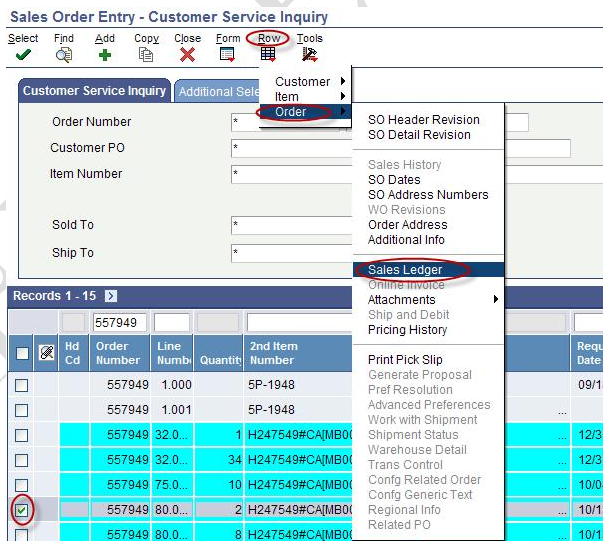 Sales Order Entry - Customer Service Inquiry
Select Find Add Copy Close Form Row Tools
Customer Service Inquiry Additional Sele
Customer
Item
Order
Order Number *
Customer PO *
Item Number *
Sold To *
Ship To *
SO Header Revision
SO Detail Revision
Sales History
SO Dates
SO Address Numbers
WO Revisions
Order Address
Additional Info
Sales Ledger
Online Invoice
Attachments
Ship and Debit
Pricing History
Print Pick Slip
Generate Proposal
Pref Resolution
Advanced Preferences
Work with Shipment
Shipment Status
Warehouse Detail
Trans Control
Confg Related Order
Confg Generic Text
Regional Info
Related PO
Records 1 - 15
557949
Hd Cd Order Number Line Numb Quantity 2nd Item Number Requ Date
557949 1.000 5P-1948 09/1
557949 1.001 5P-1948 ...
557949 32.0... 1 H247549#CA[MB00 ... 12/3
557949 32.0... 34 H247549#CA[MB00 ... 12/3
557949 75.0... 10 H247549#CA[MB00 ... 10/0
557949 80.0... 2 H247549#CA[MB00 ... 10/1
557949 80.0... 8 H247549#CA[MB00 ... 10/1